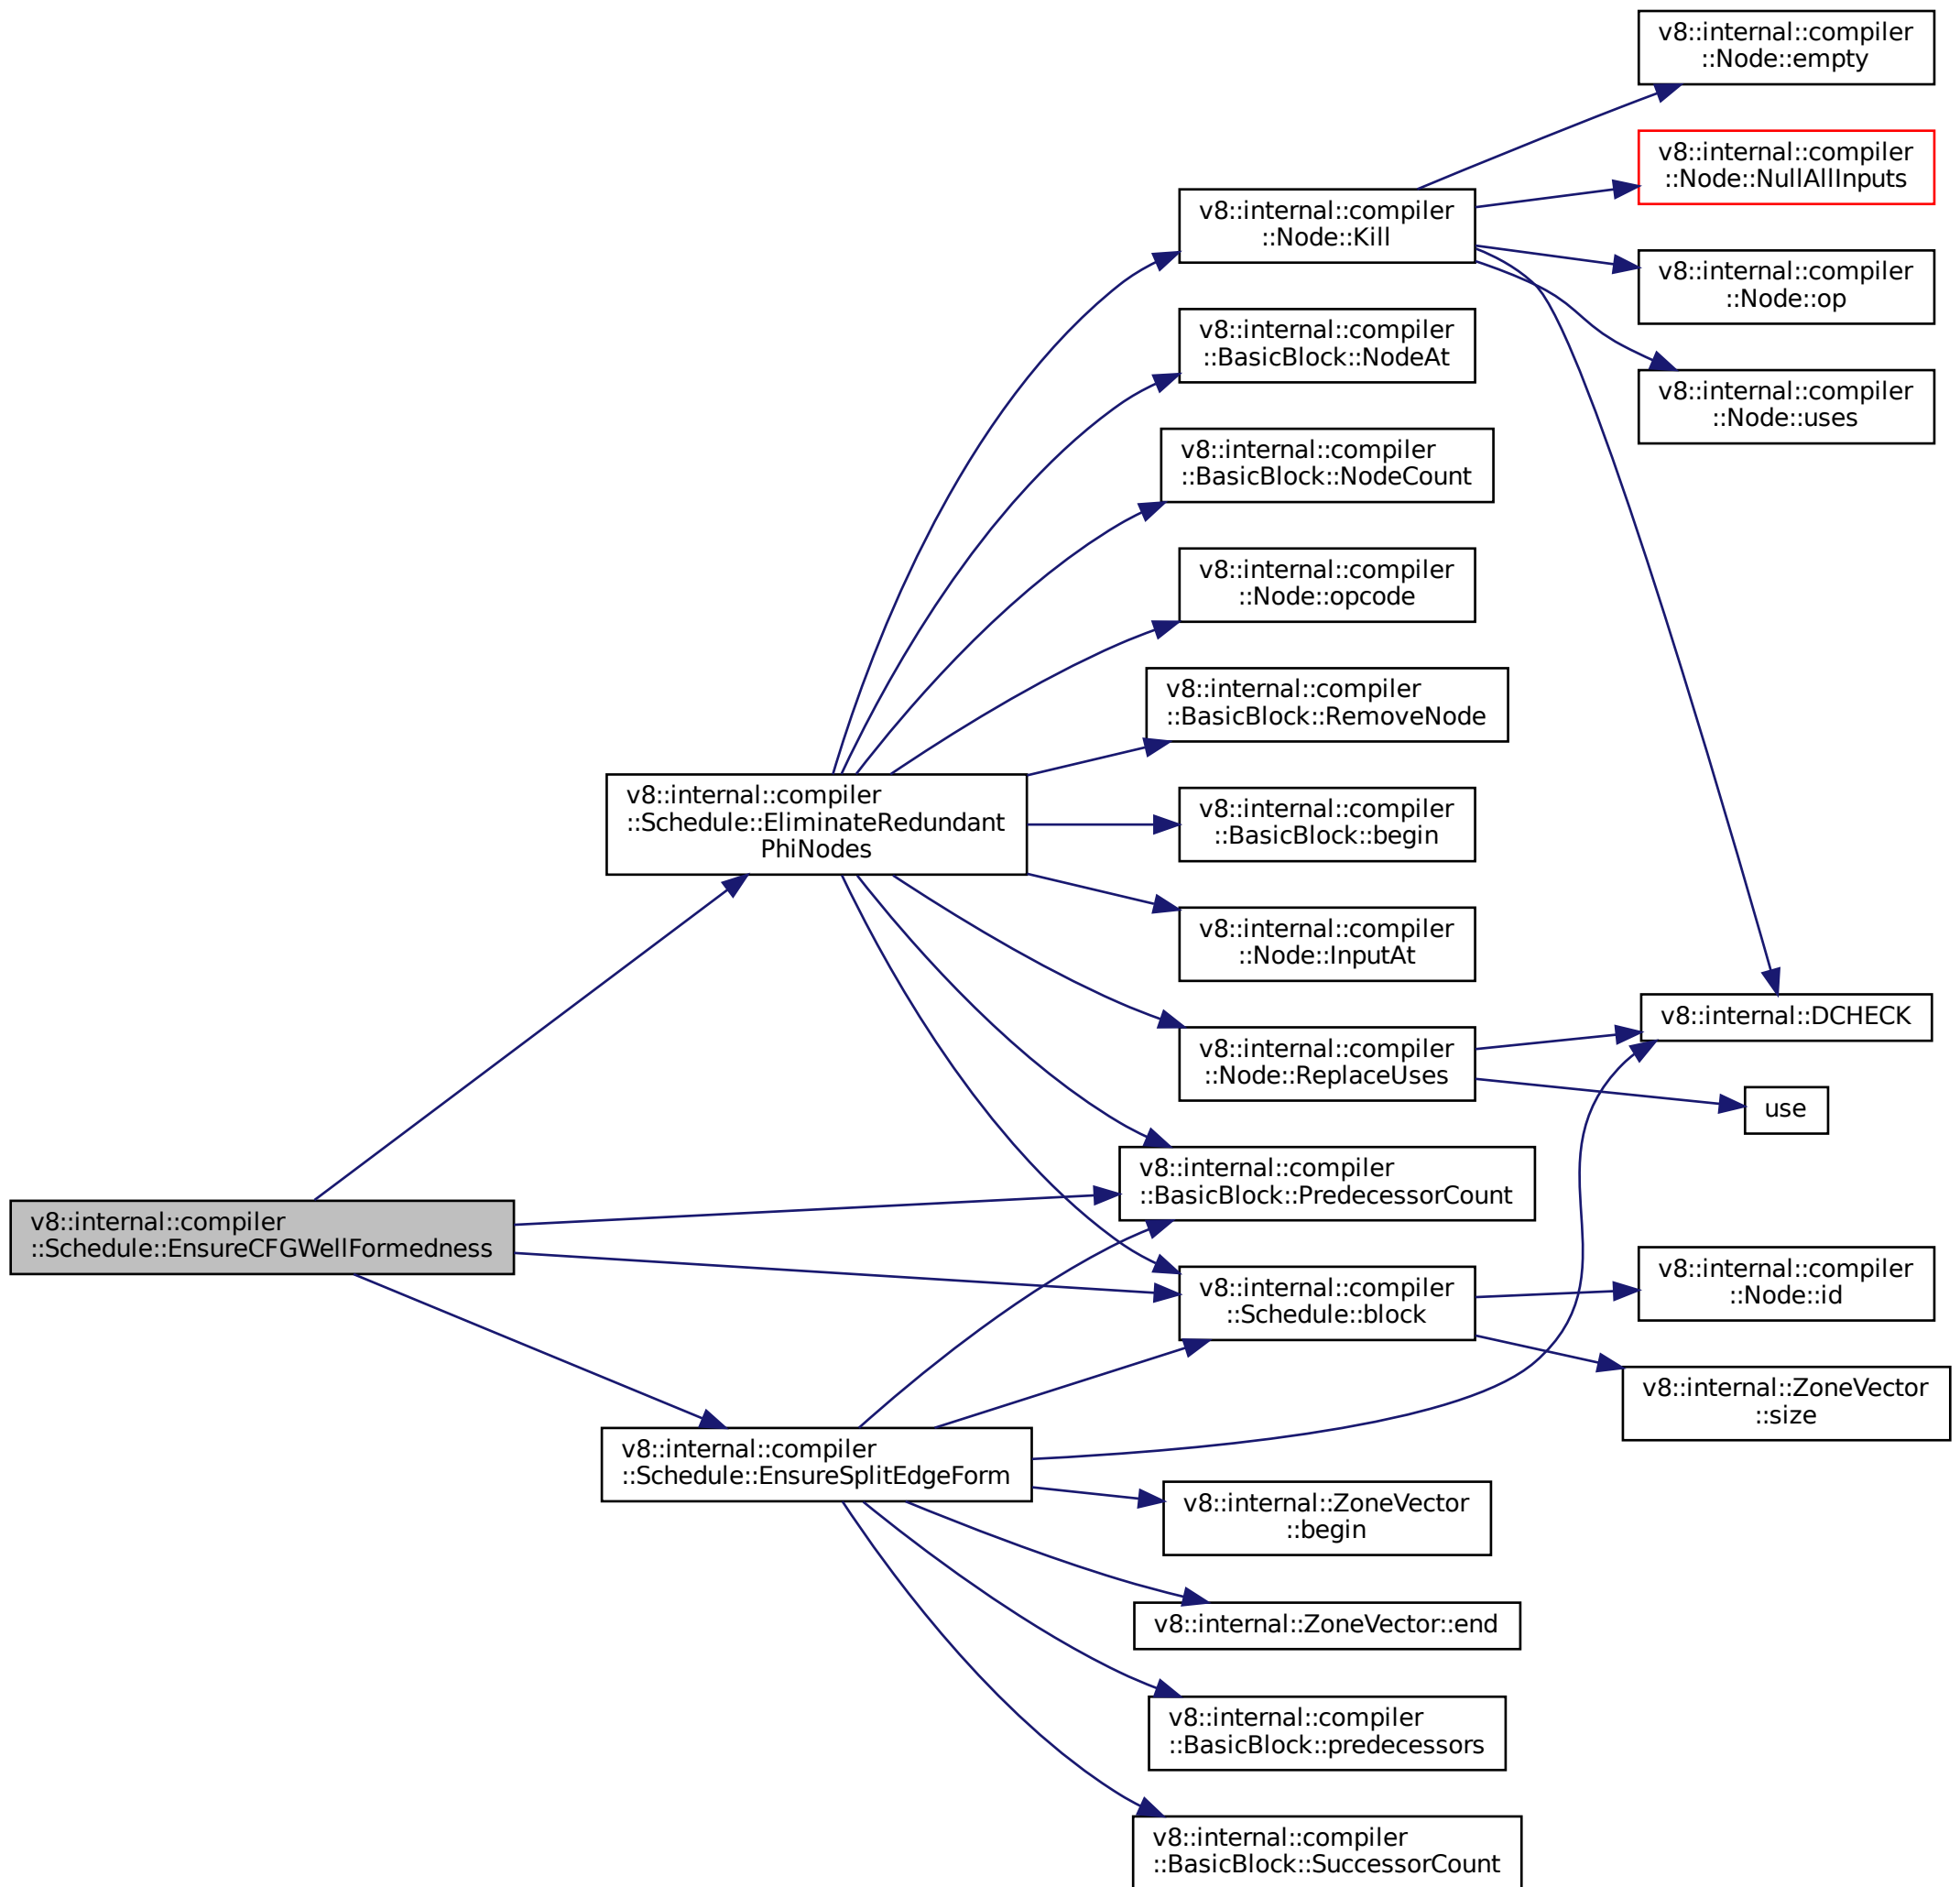 v8::internal::compiler
::Node::empty
v8::internal::compiler
::Node::NullAllInputs
v8::internal::compiler
::Node::Kill
v8::internal::compiler
::Node::op
v8::internal::compiler
::BasicBlock::NodeAt
v8::internal::compiler
::Node::uses
v8::internal::compiler
::BasicBlock::NodeCount
v8::internal::compiler
::Node::opcode
v8::internal::compiler
::BasicBlock::RemoveNode
v8::internal::compiler
::Schedule::EliminateRedundant
PhiNodes
v8::internal::compiler
::BasicBlock::begin
v8::internal::compiler
::Node::InputAt
v8::internal::DCHECK
v8::internal::compiler
::Node::ReplaceUses
use
v8::internal::compiler
::BasicBlock::PredecessorCount
v8::internal::compiler
::Schedule::EnsureCFGWellFormedness
v8::internal::compiler
::Schedule::block
v8::internal::compiler
::Node::id
v8::internal::ZoneVector
::size
v8::internal::compiler
::Schedule::EnsureSplitEdgeForm
v8::internal::ZoneVector
::begin
v8::internal::ZoneVector::end
v8::internal::compiler
::BasicBlock::predecessors
v8::internal::compiler
::BasicBlock::SuccessorCount